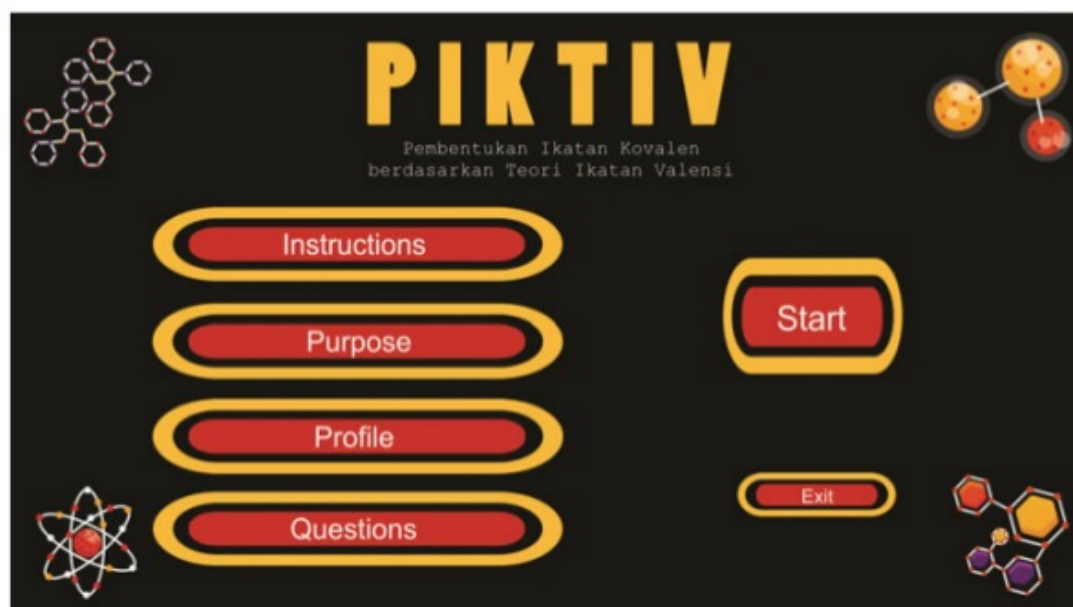 PIKTIV
Pembentukan Ikatan Kovalen
berdasarkan Teori Ikatan Valensi
Instructions
Purpose
Profile
Questions
Start
Exit